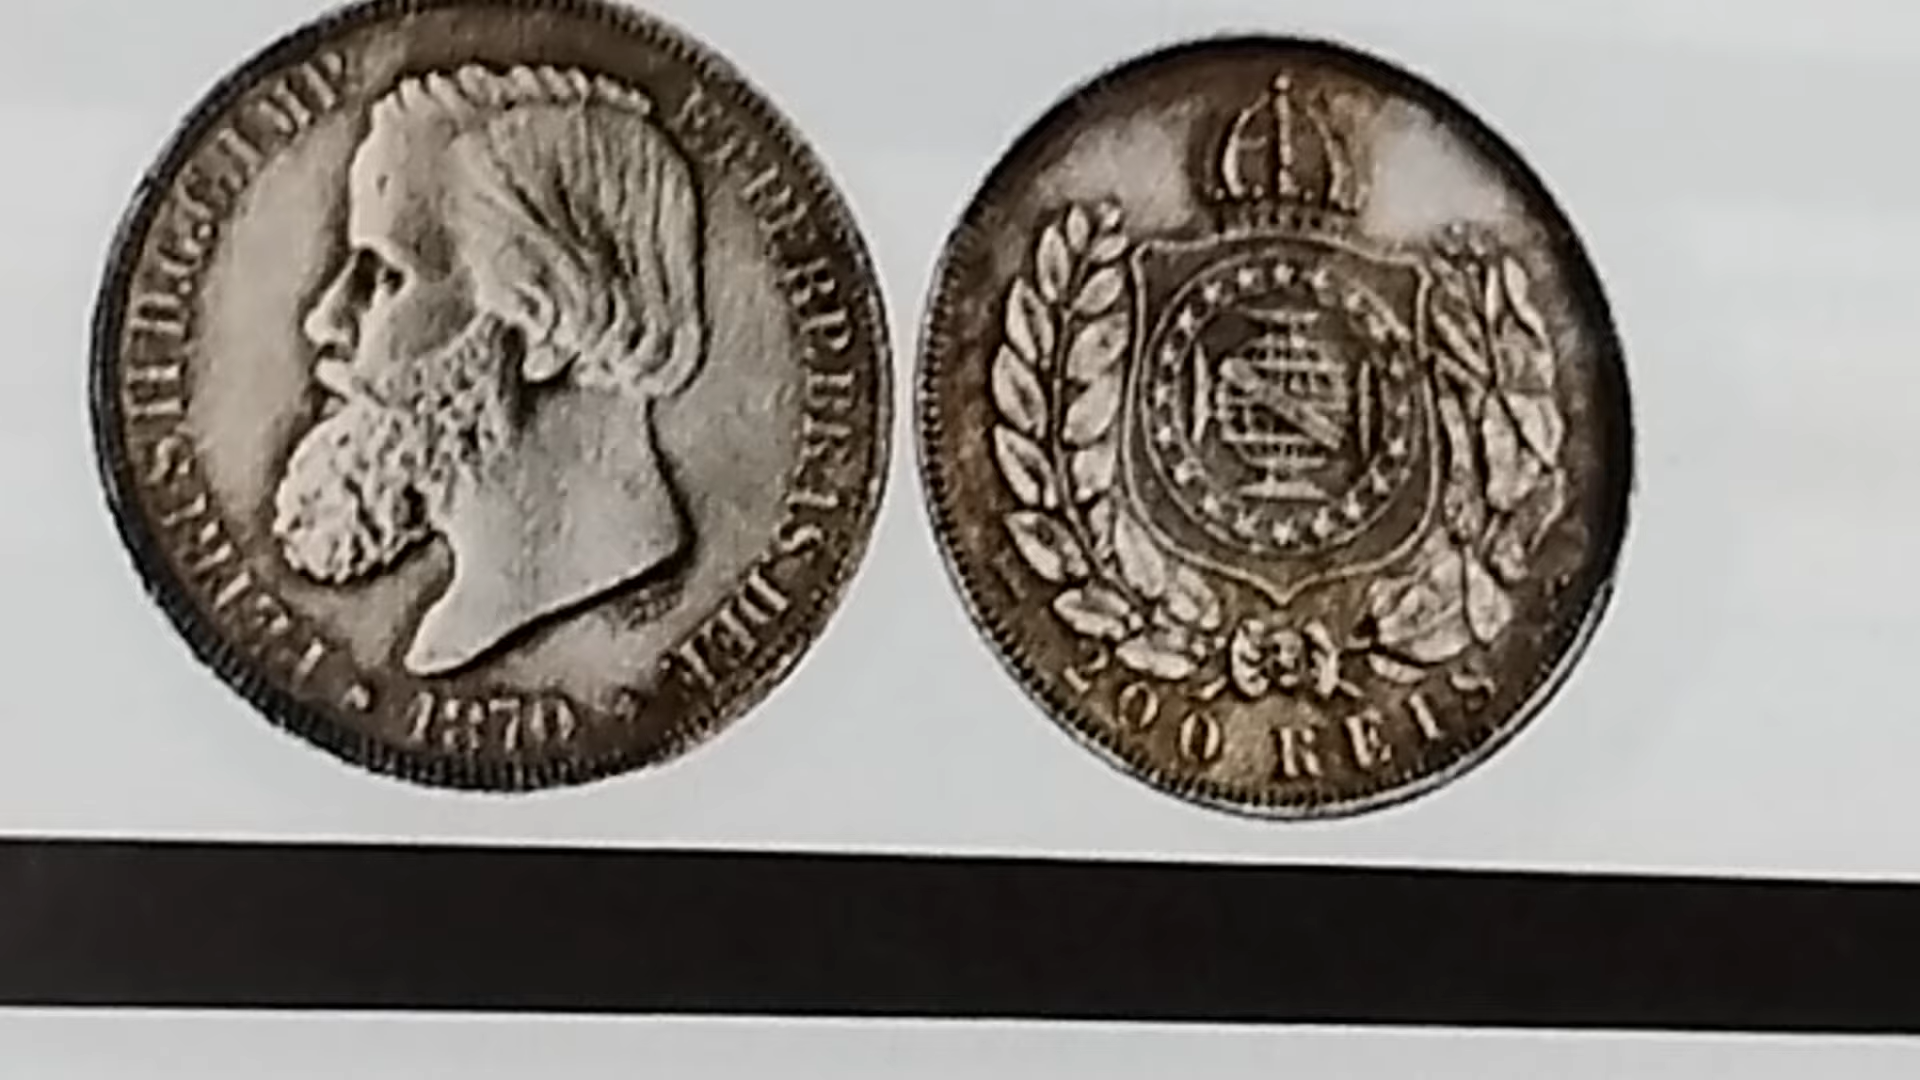 PETRUS II D.G.C.IMP. ET PERP.BRAS.DEF.
1870
200 REIS